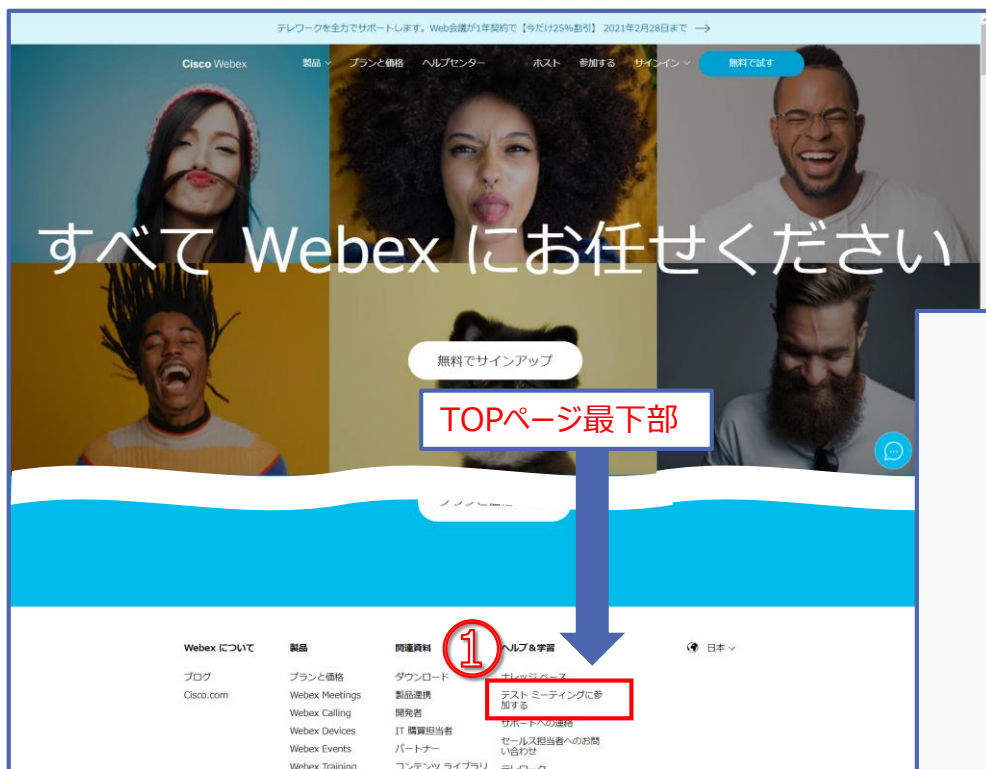 テレワークを全力でサポートします。Web会議が1年契約で【今だけ25%割引】 2021年2月28日まで →
Cisco Webex 製品 プランと価格 ヘルプセンター ホスト 参加する サインイン 無料で試す
すべて Webex にお任せください
無料でサインアップ
TOPページ最下部
①
Webex について
ブログ
Cisco.com
製品
プランと価格
Webex Meetings
Webex Calling
Webex Devices
Webex Events
Webex Training
関連資料
ダウンロード
製品連携
開発者
IT 購買担当者
パートナー
コンテンツ ライブラリ
ヘルプ&学習
ナレッジ ベース
テスト ミーティングに参
加する
サポートへの連絡
セールス担当者へのお問
い合わせ
テレワーク
日本